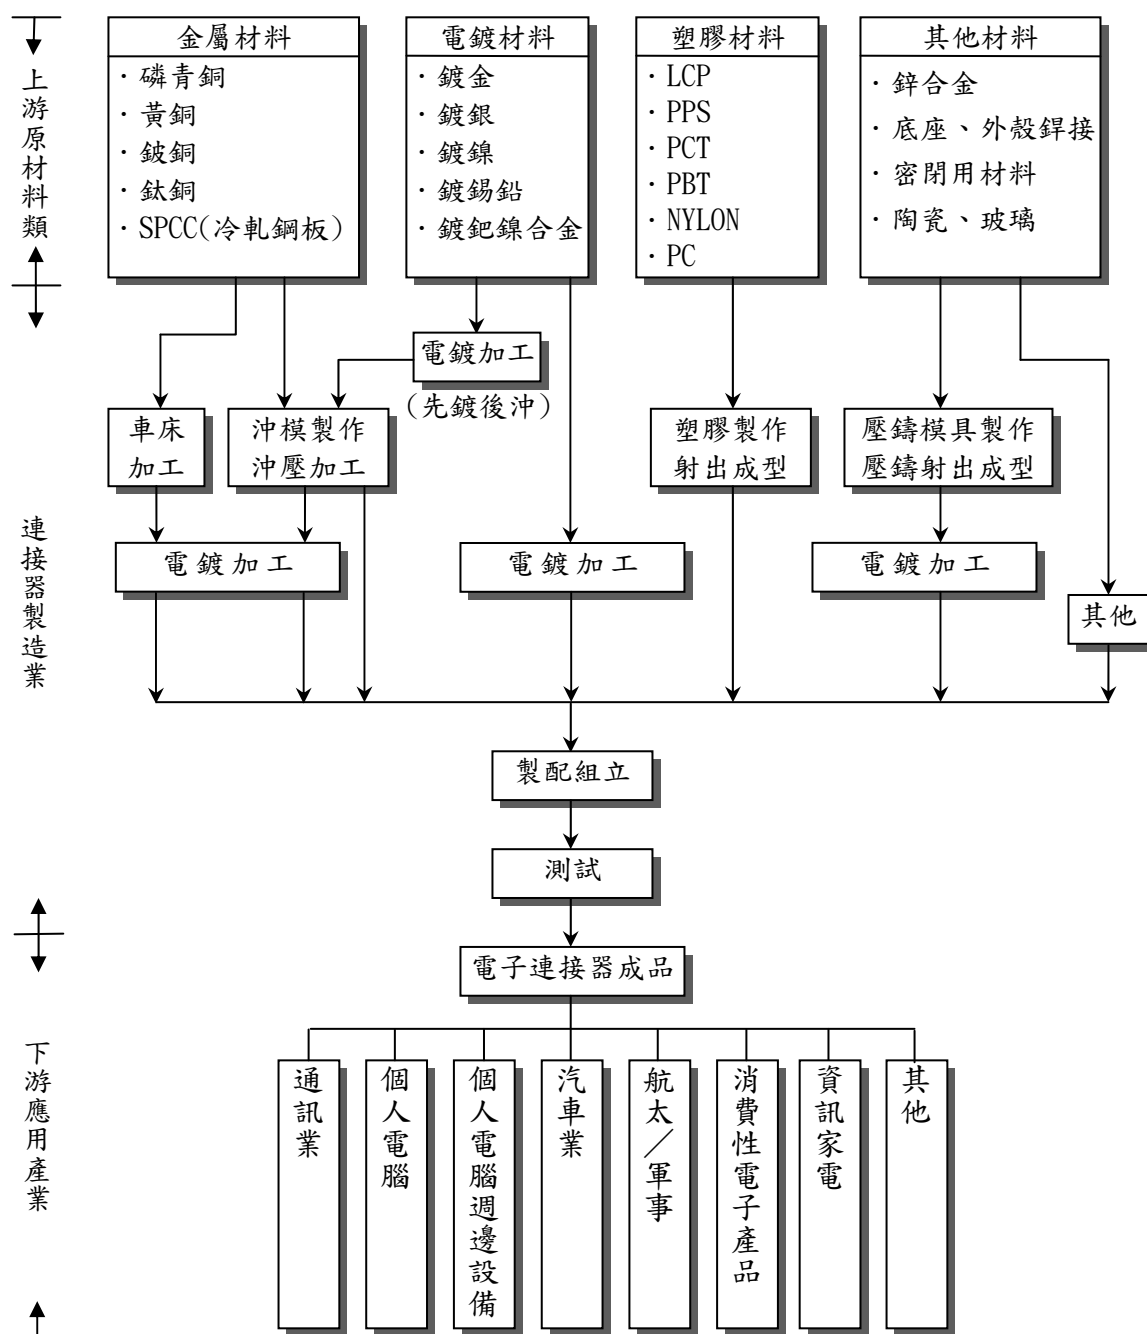 上游原材料類
金屬材料
·磷青銅
·黃銅
·鈹銅
·鈦銅
·SPCC(冷軋鋼板)
電鍍材料
·鍍金
·鍍銀
·鍍鎳
·鍍錫鉛
·鍍鈀鎳合金
塑膠材料
·LCP
·PPS
·PCT
·PBT
·NYLON
·PC
其他材料
·鋅合金
·底座、外殼銲接
·密閉用材料
·陶瓷、玻璃
連接器製造業
電鍍加工
(先鍍後沖)
車床
加工
沖模製作
沖壓加工
塑膠製作
射出成型
壓鑄模具製作
壓鑄射出成型
電鍍加工
電鍍加工
電鍍加工
其他
製配組立
測試
電子連接器成品
下游應用產業
通訊業
個人電腦
個人電腦週邊設備
汽車業
航太／軍事
消費性電子產品
資訊家電
其他